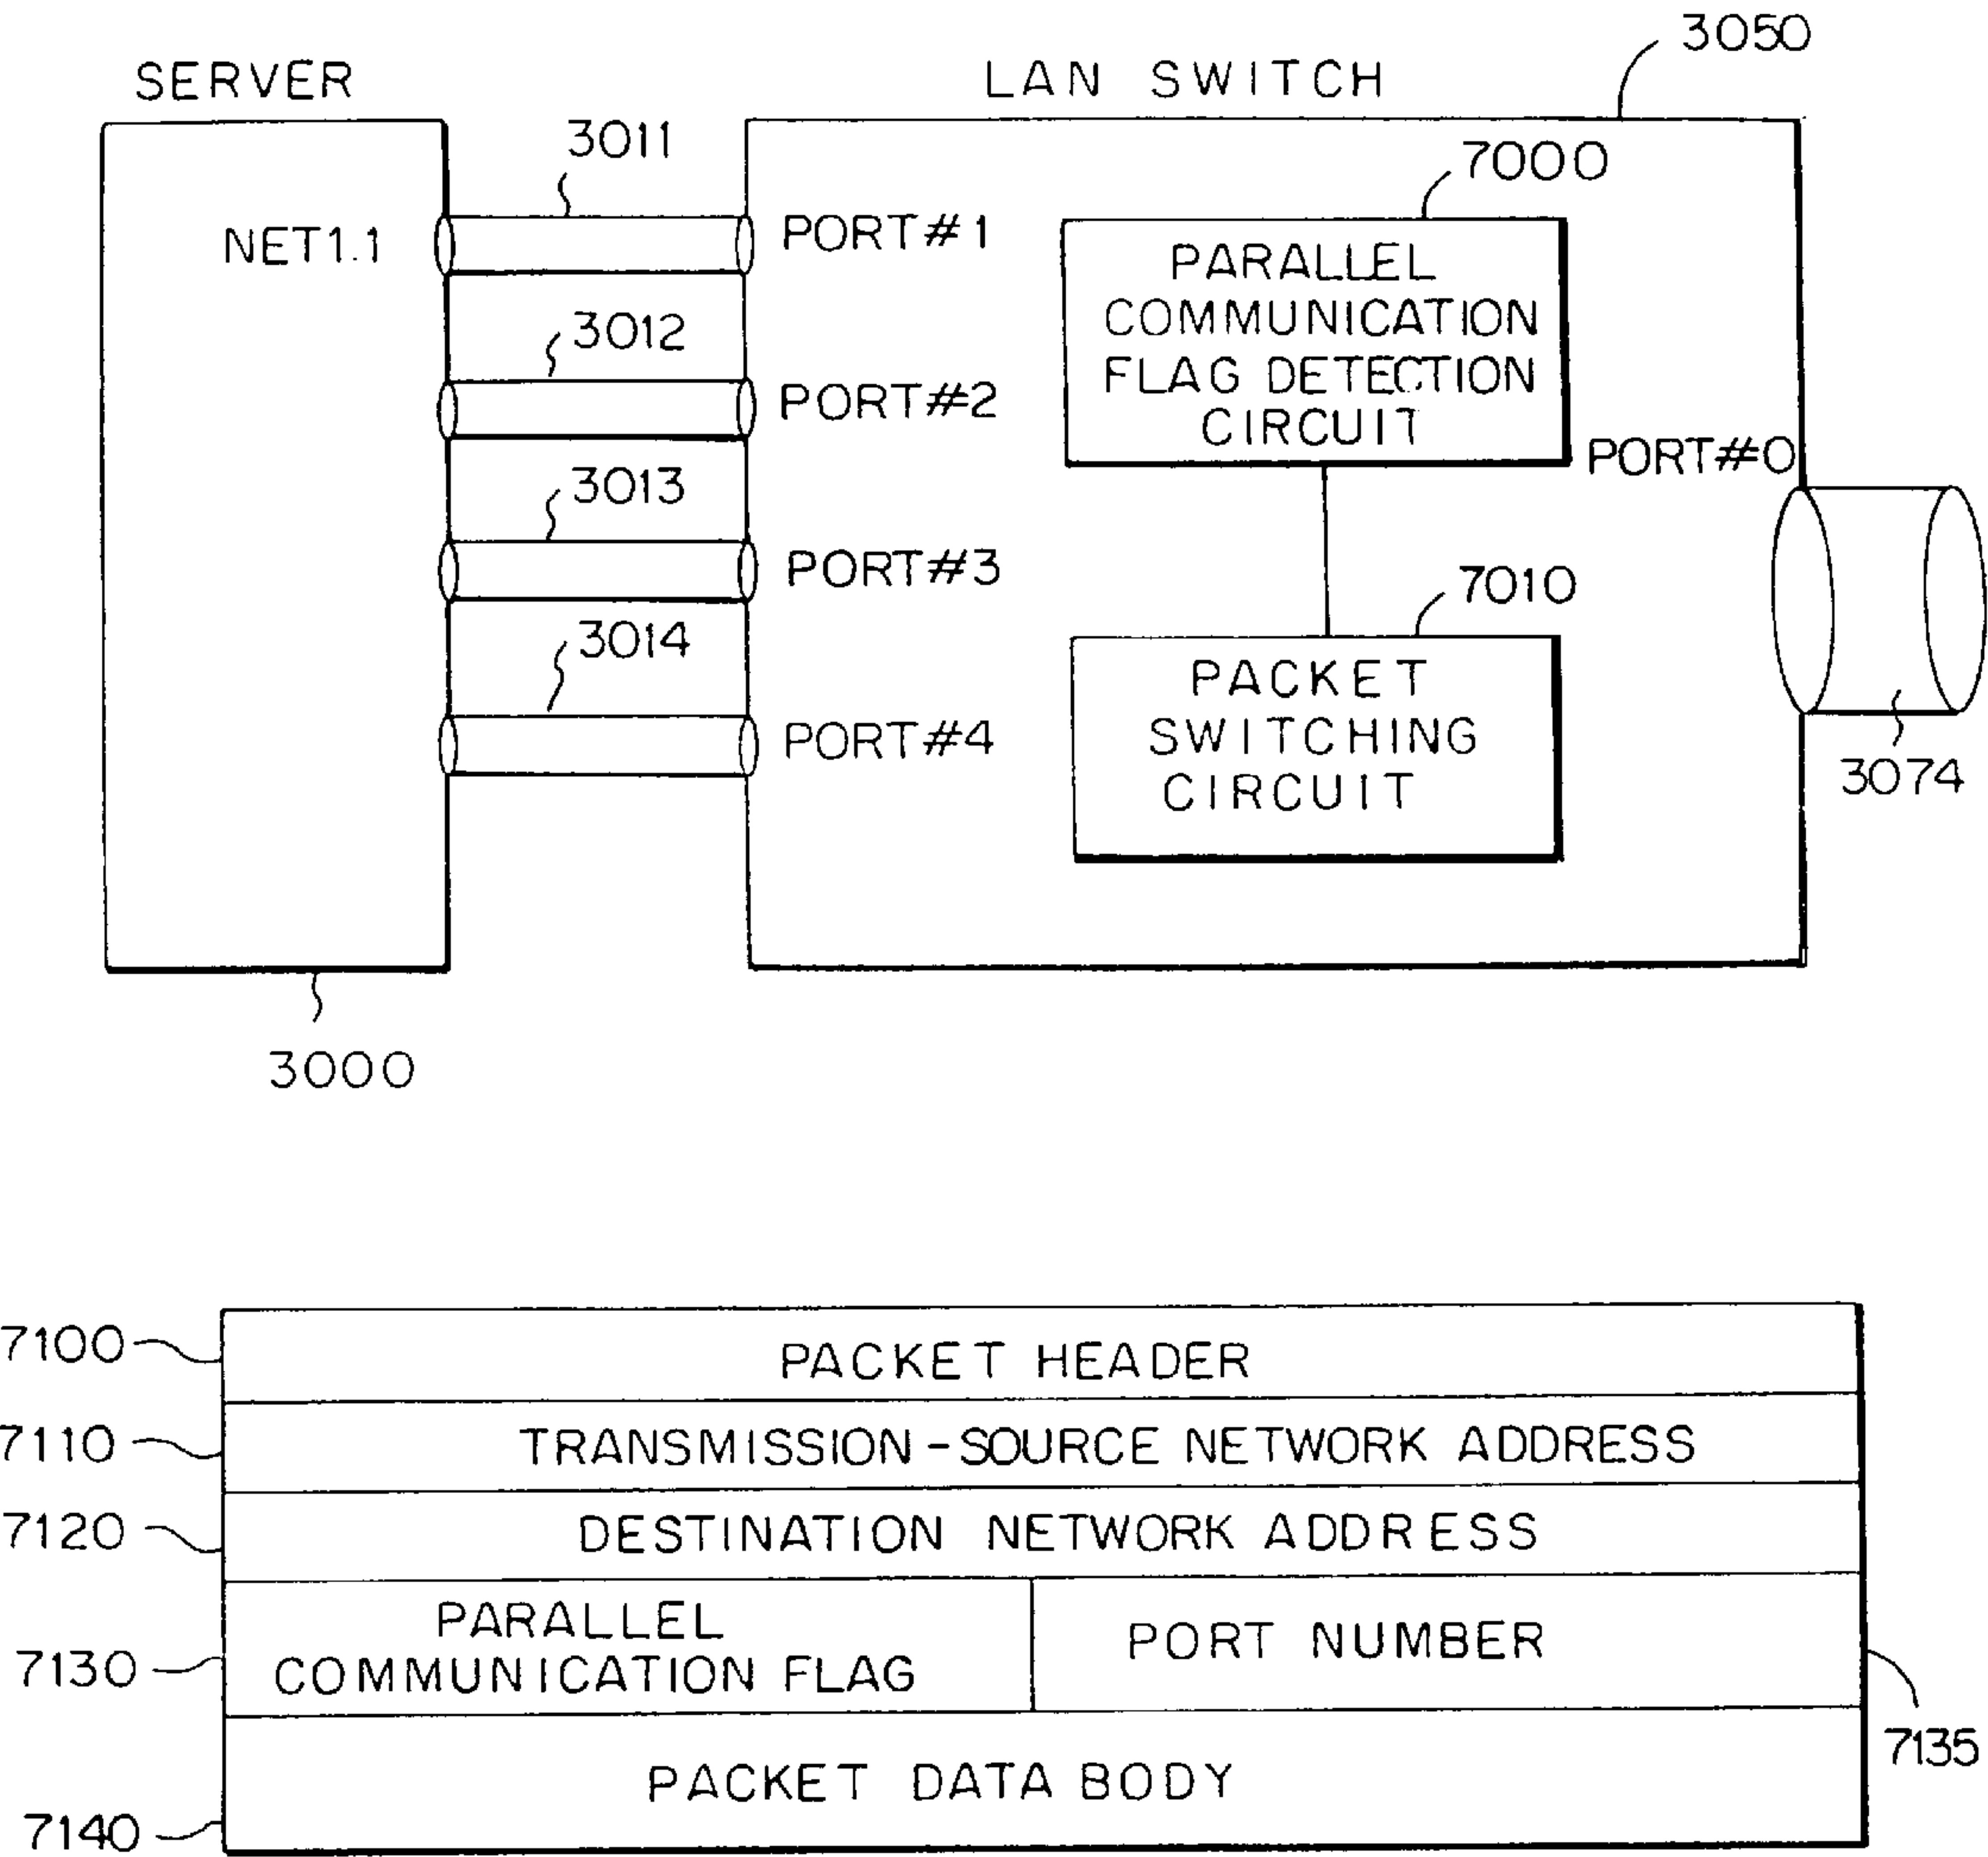 3050
SERVER
LAN SWITCH
3011
7000
NET1.1
PORT#1
PARALLEL
COMMUNICATION
FLAG DETECTION
CIRCUIT
3012
PORT#2
PORT#0
3013
PORT#3
7010
3014
PACKET
SWITCHING
CIRCUIT
PORT#4
3074
3000
7100
PACKET HEADER
7110
TRANSMISSION-SOURCE NETWORK ADDRESS
7120
DESTINATION NETWORK ADDRESS
7130
PARALLEL
COMMUNICATION FLAG
PORT NUMBER
7135
PACKET DATA BODY
7140